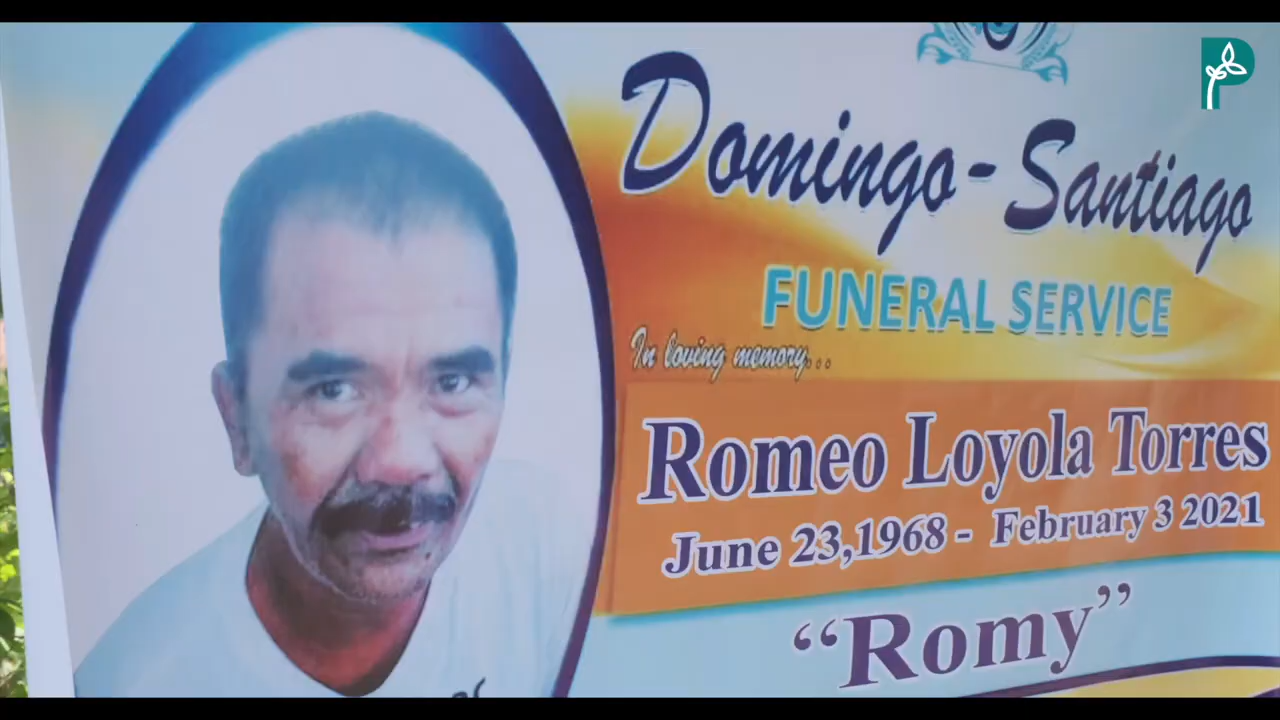 Domingo-Santiago
FUNERAL SERVICE
In loving memory...
Romeo Loyola Torres
June 23,1968 - February 3 2021
“Romy”